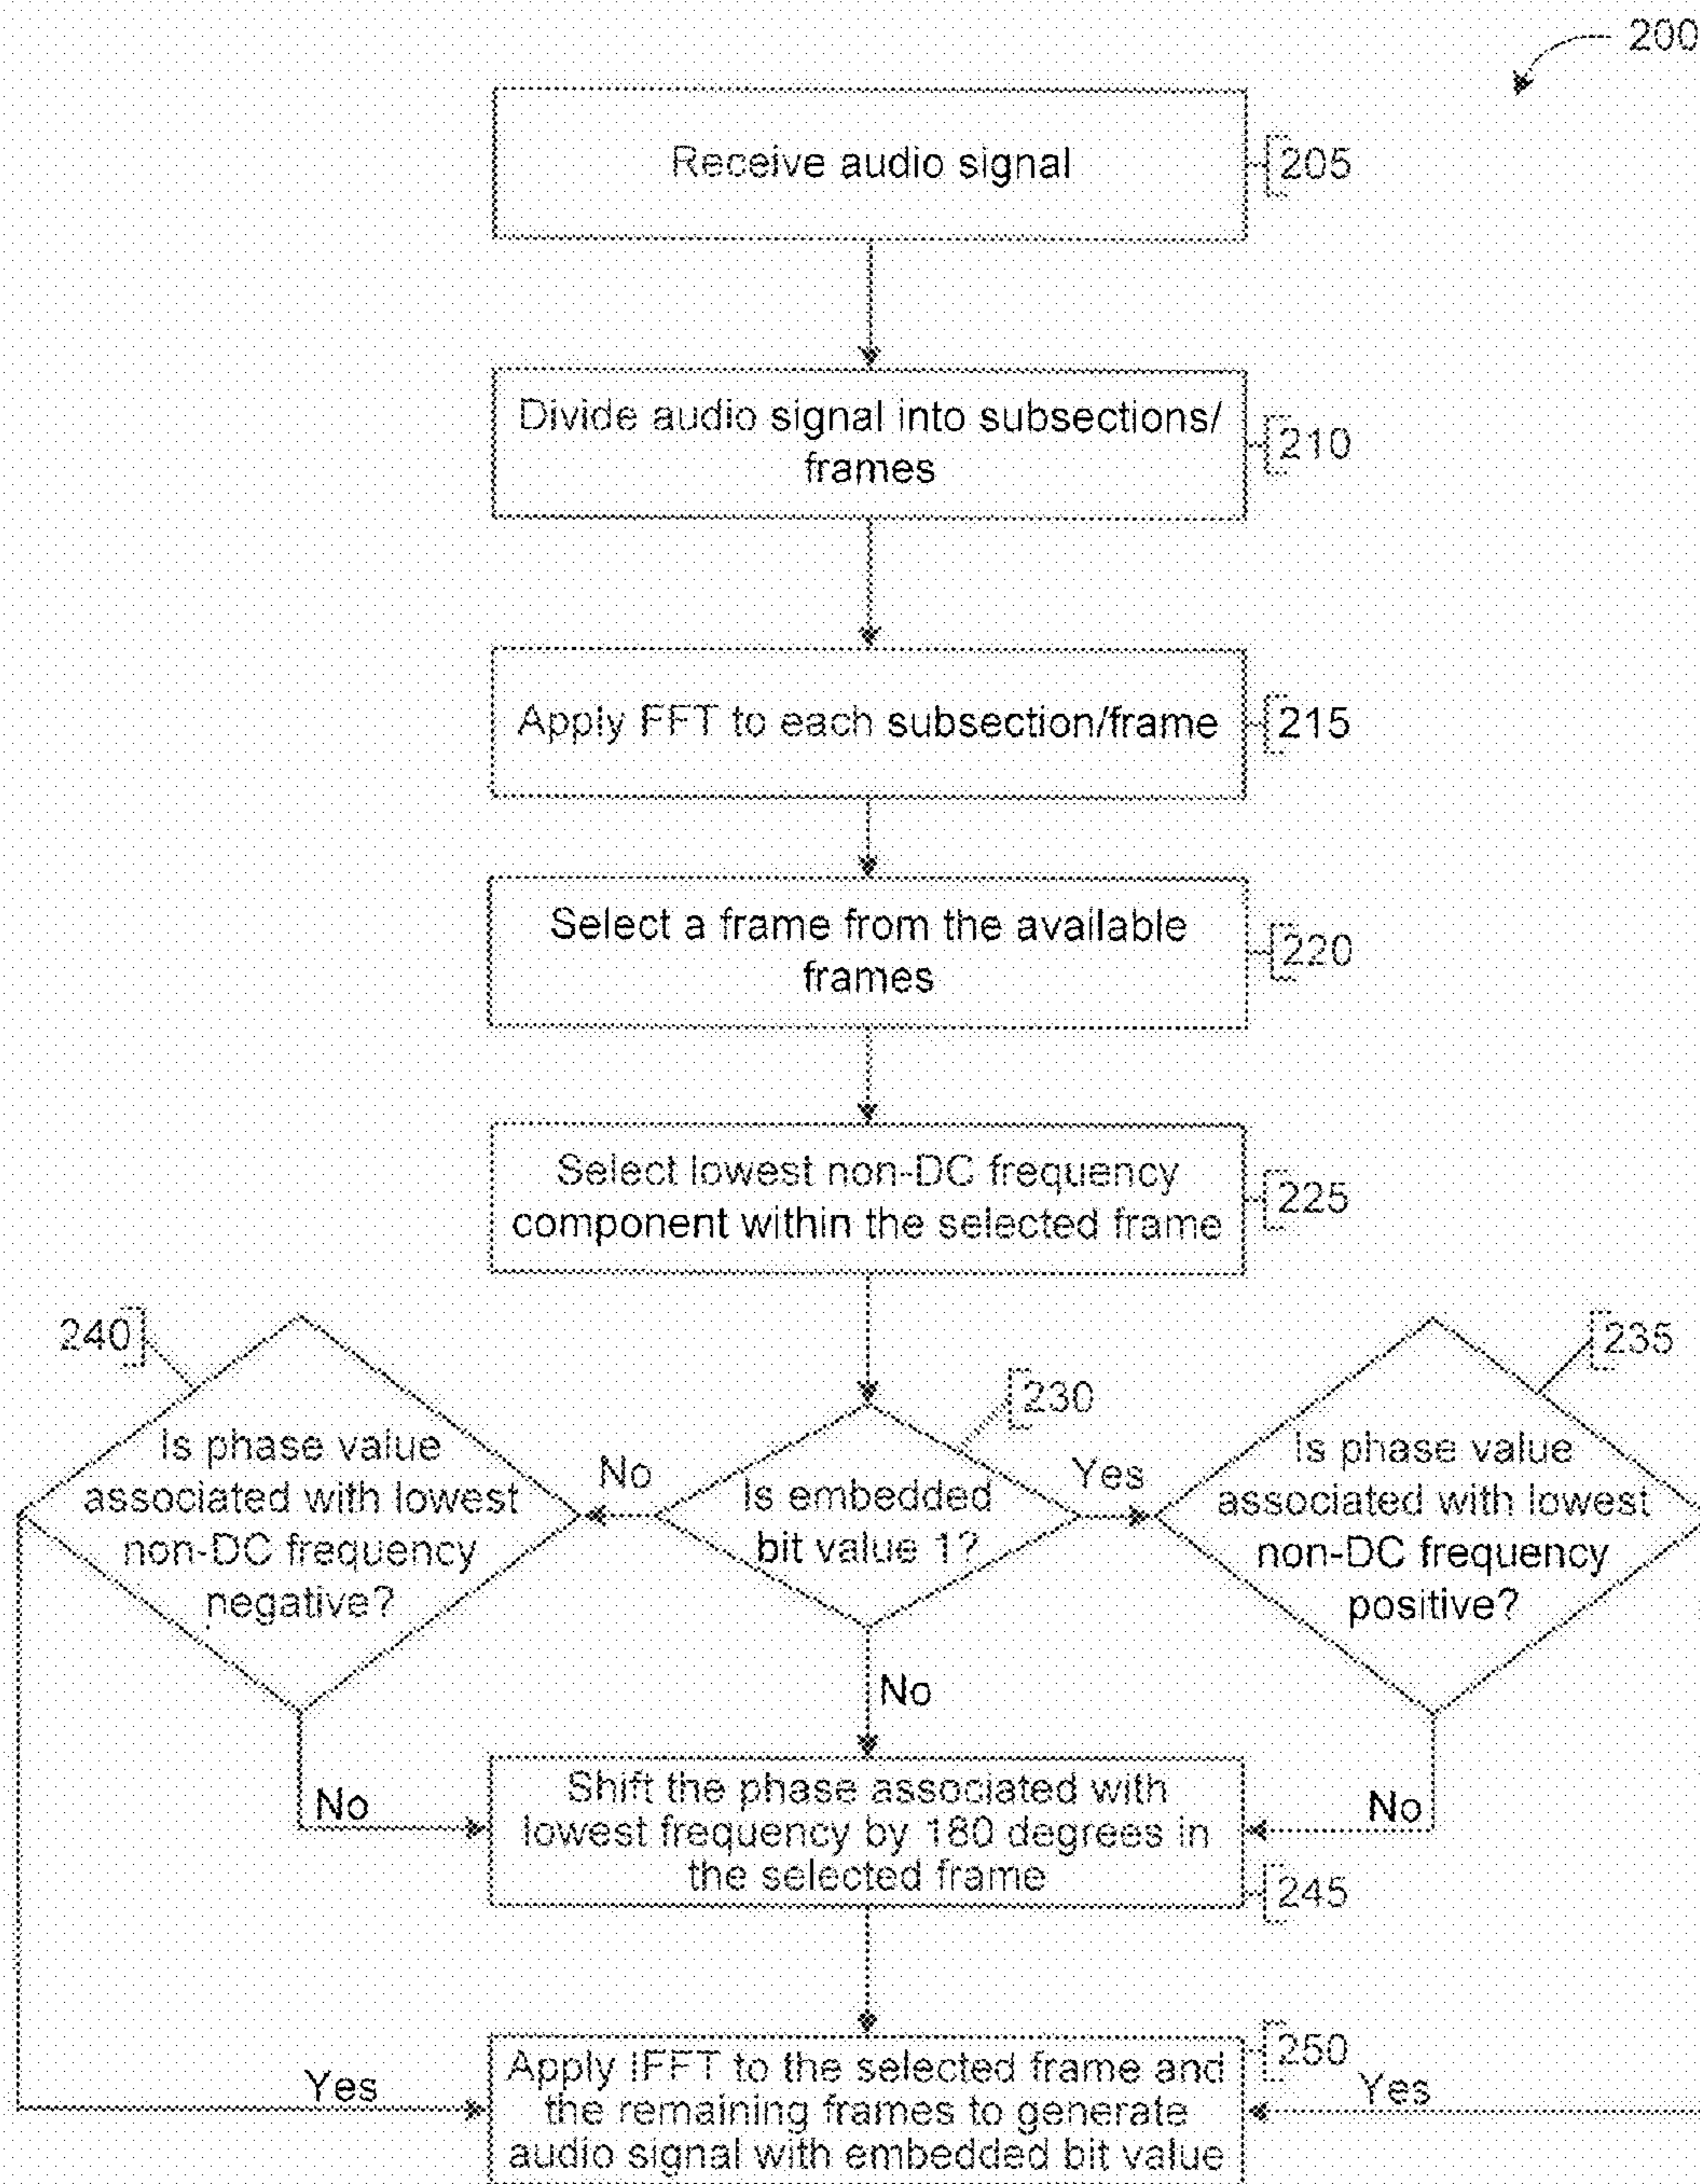 200
Receive audio signal
205
Divide audio signal into subsections/
frames
210
Apply FFT to each subsection/frame
215
Select a frame from the available
frames
220
Select lowest non-DC frequency
component within the selected frame
225
240
Is phase value
associated with lowest
non-DC frequency
negative?
No
230
Is embedded
bit value 1?
Yes
235
Is phase value
associated with lowest
non-DC frequency
positive?
No
No
No
Shift the phase associated with
lowest frequency by 180 degrees in
the selected frame
245
Yes
Apply IFFT to the selected frame and
the remaining frames to generate
audio signal with embedded bit value
250
Yes